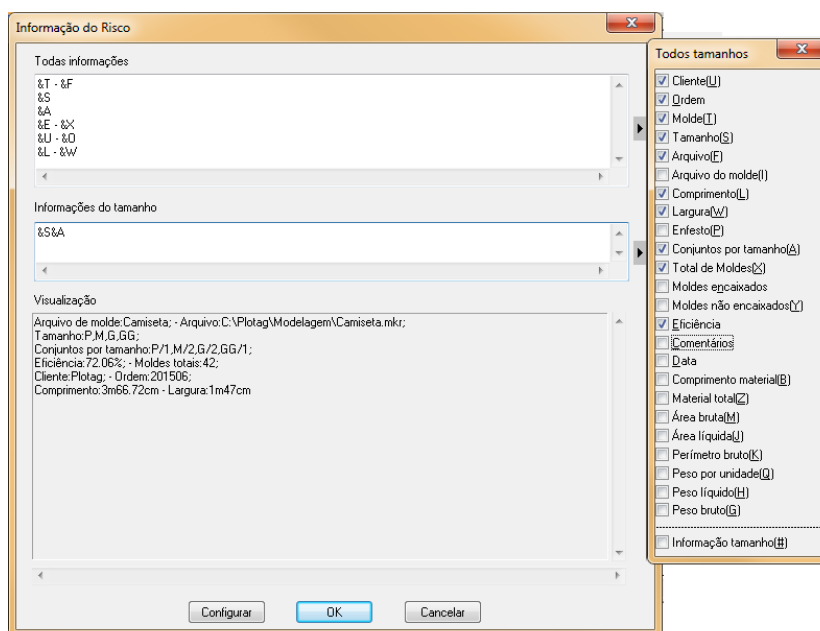 Informação do Risco
Todas informações
&T - &F
&S
&A
&E - &X
&U - &O
&L - &W
Informações do tamanho
&S&A
Visualização
Arquivo de molde:Camiseta; - Arquivo:C:\Plotag\Modelagem\Camiseta.mkr;
Tamanho:P,M,G,GG;
Conjuntos por tamanho:P/1,M/2,G/2,GG/1;
Eficiência:72.06%; - Moldes totais:42;
Cliente:Plotag; - Ordem:201506;
Comprimento:3m66.72cm - Largura:1m47cm
Configurar
OK
Cancelar
Todos tamanhos
Cliente(U)
Ordem
Molde(T)
Tamanho(S)
Arquivo(F)
Arquivo do molde(I)
Comprimento(L)
Largura(W)
Enfesto(P)
Conjuntos por tamanho(A)
Total de Moldes(X)
Moldes encaixados
Moldes não encaixados(Y)
Eficiência
Comentários
Data
Comprimento material(B)
Material total(Z)
Área bruta(M)
Área líquida(J)
Perímetro bruto(K)
Peso por unidade(Q)
Peso líquido(H)
Peso bruto(G)
Informação tamanho(#)